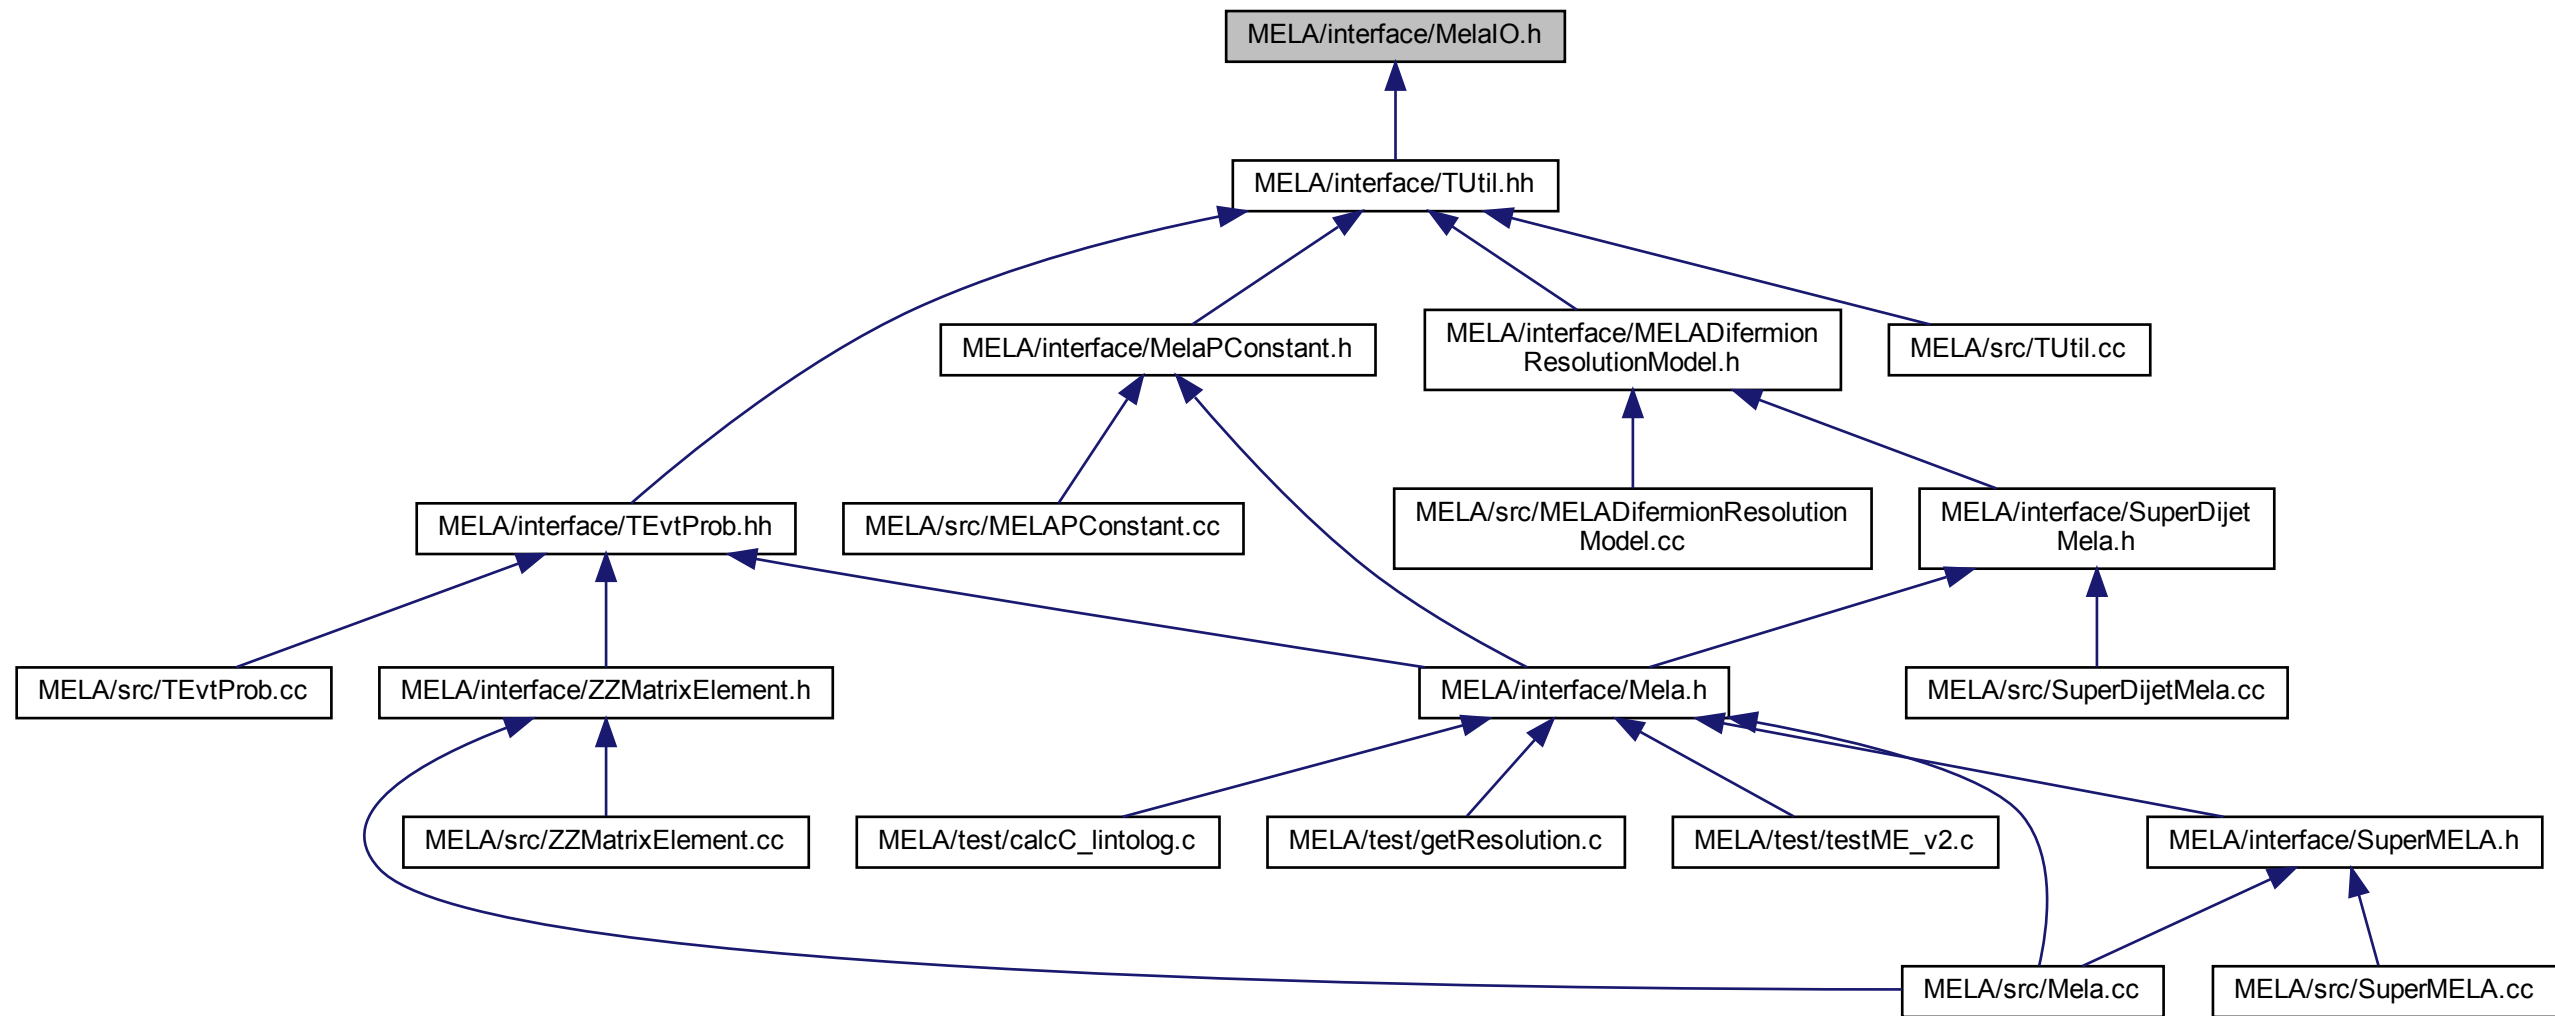 MELA/interface/MelaIO.h
MELA/interface/TUtil.hh
MELA/interface/MelaPConstant.h
MELA/interface/MELADifermion
ResolutionModel.h
MELA/src/TUtil.cc
MELA/interface/TEvtProb.hh
MELA/src/MELAPConstant.cc
MELA/src/MELADifermionResolution
Model.cc
MELA/interface/SuperDijet
Mela.h
MELA/src/TEvtProb.cc
MELA/interface/ZZMatrixElement.h
MELA/interface/Mela.h
MELA/src/SuperDijetMela.cc
MELA/src/ZZMatrixElement.cc
MELA/test/calcC_lintolog.c
MELA/test/getResolution.c
MELA/test/testME_v2.c
MELA/interface/SuperMELA.h
MELA/src/Mela.cc
MELA/src/SuperMELA.cc